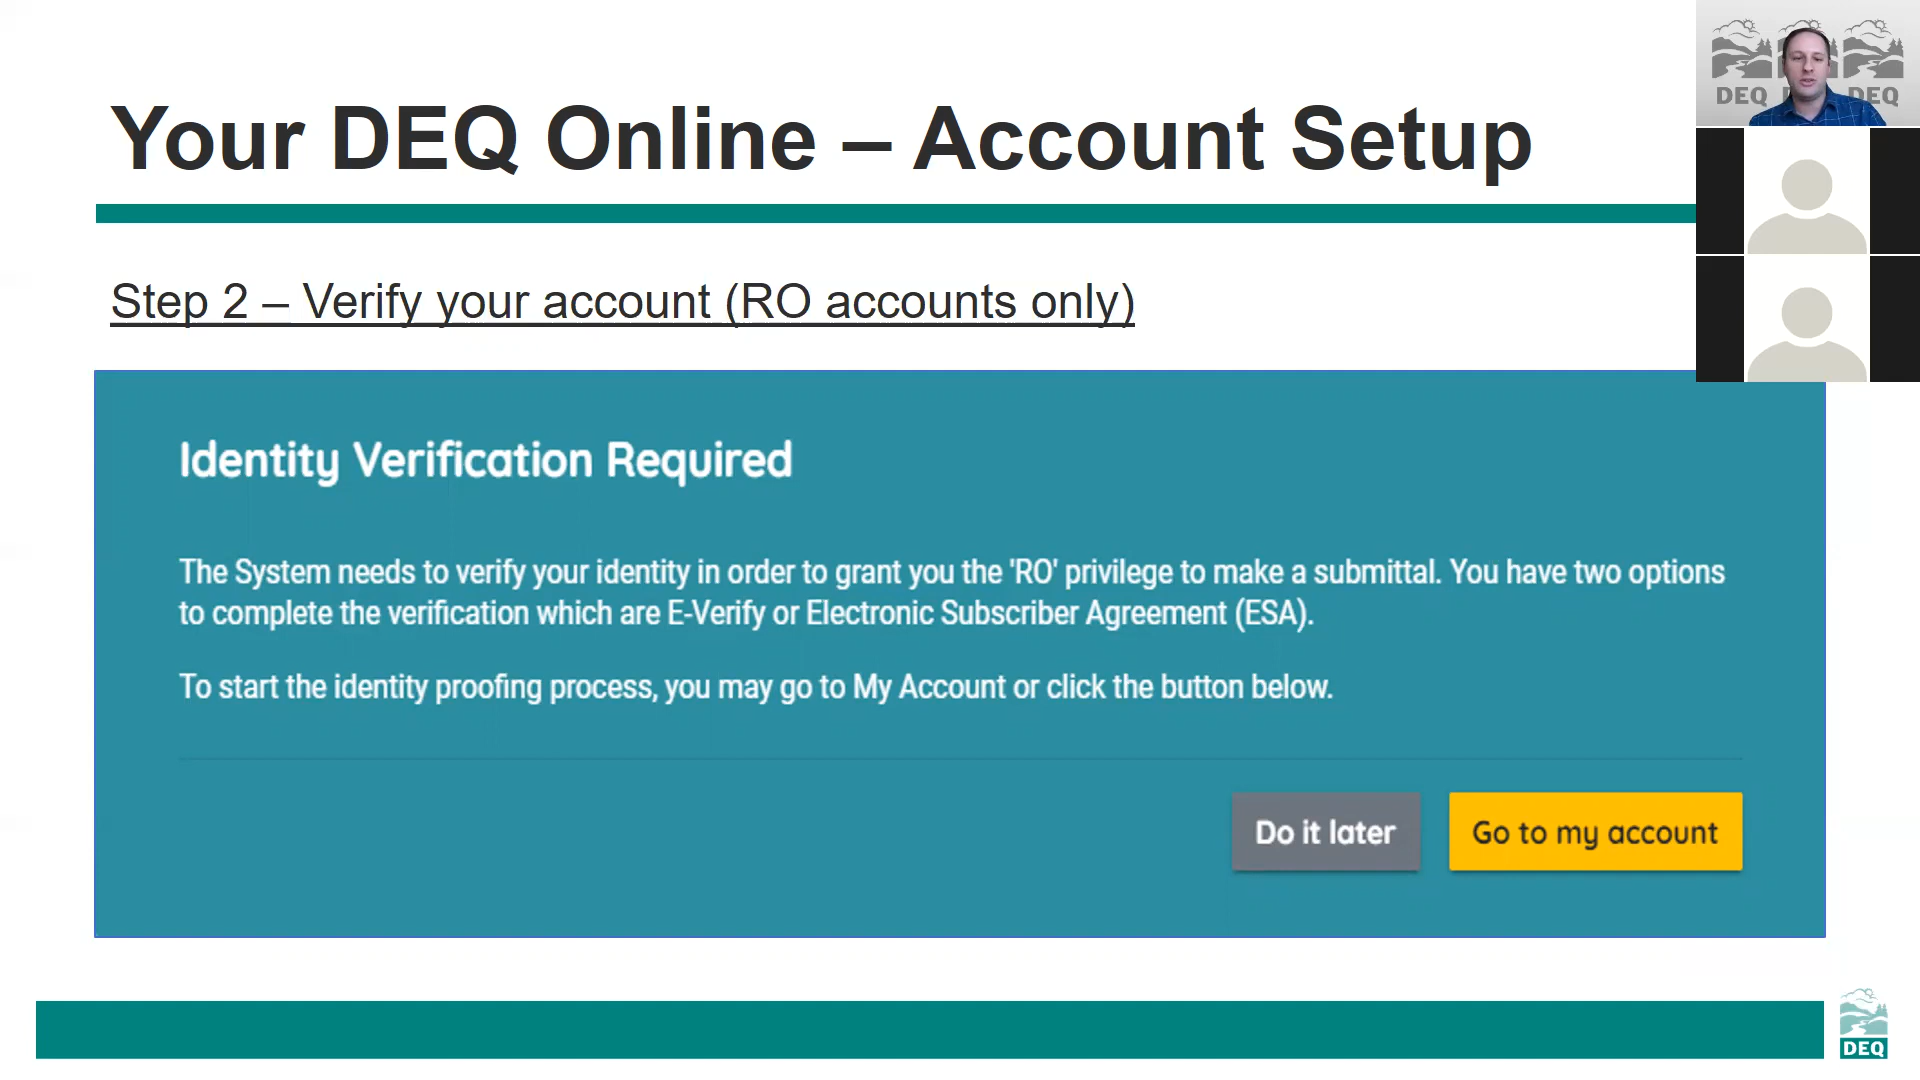 Your DEQ Online – Account Setup
Step 2 – Verify your account (RO accounts only)
Identity Verification Required
The System needs to verify your identity in order to grant you the 'RO' privilege to make a submittal. You have two options
to complete the verification which are E-Verify or Electronic Subscriber Agreement (ESA).
To start the identity proofing process, you may go to My Account or click the button below.
Do it later
Go to my account
DEQ
DEQ
DEQ